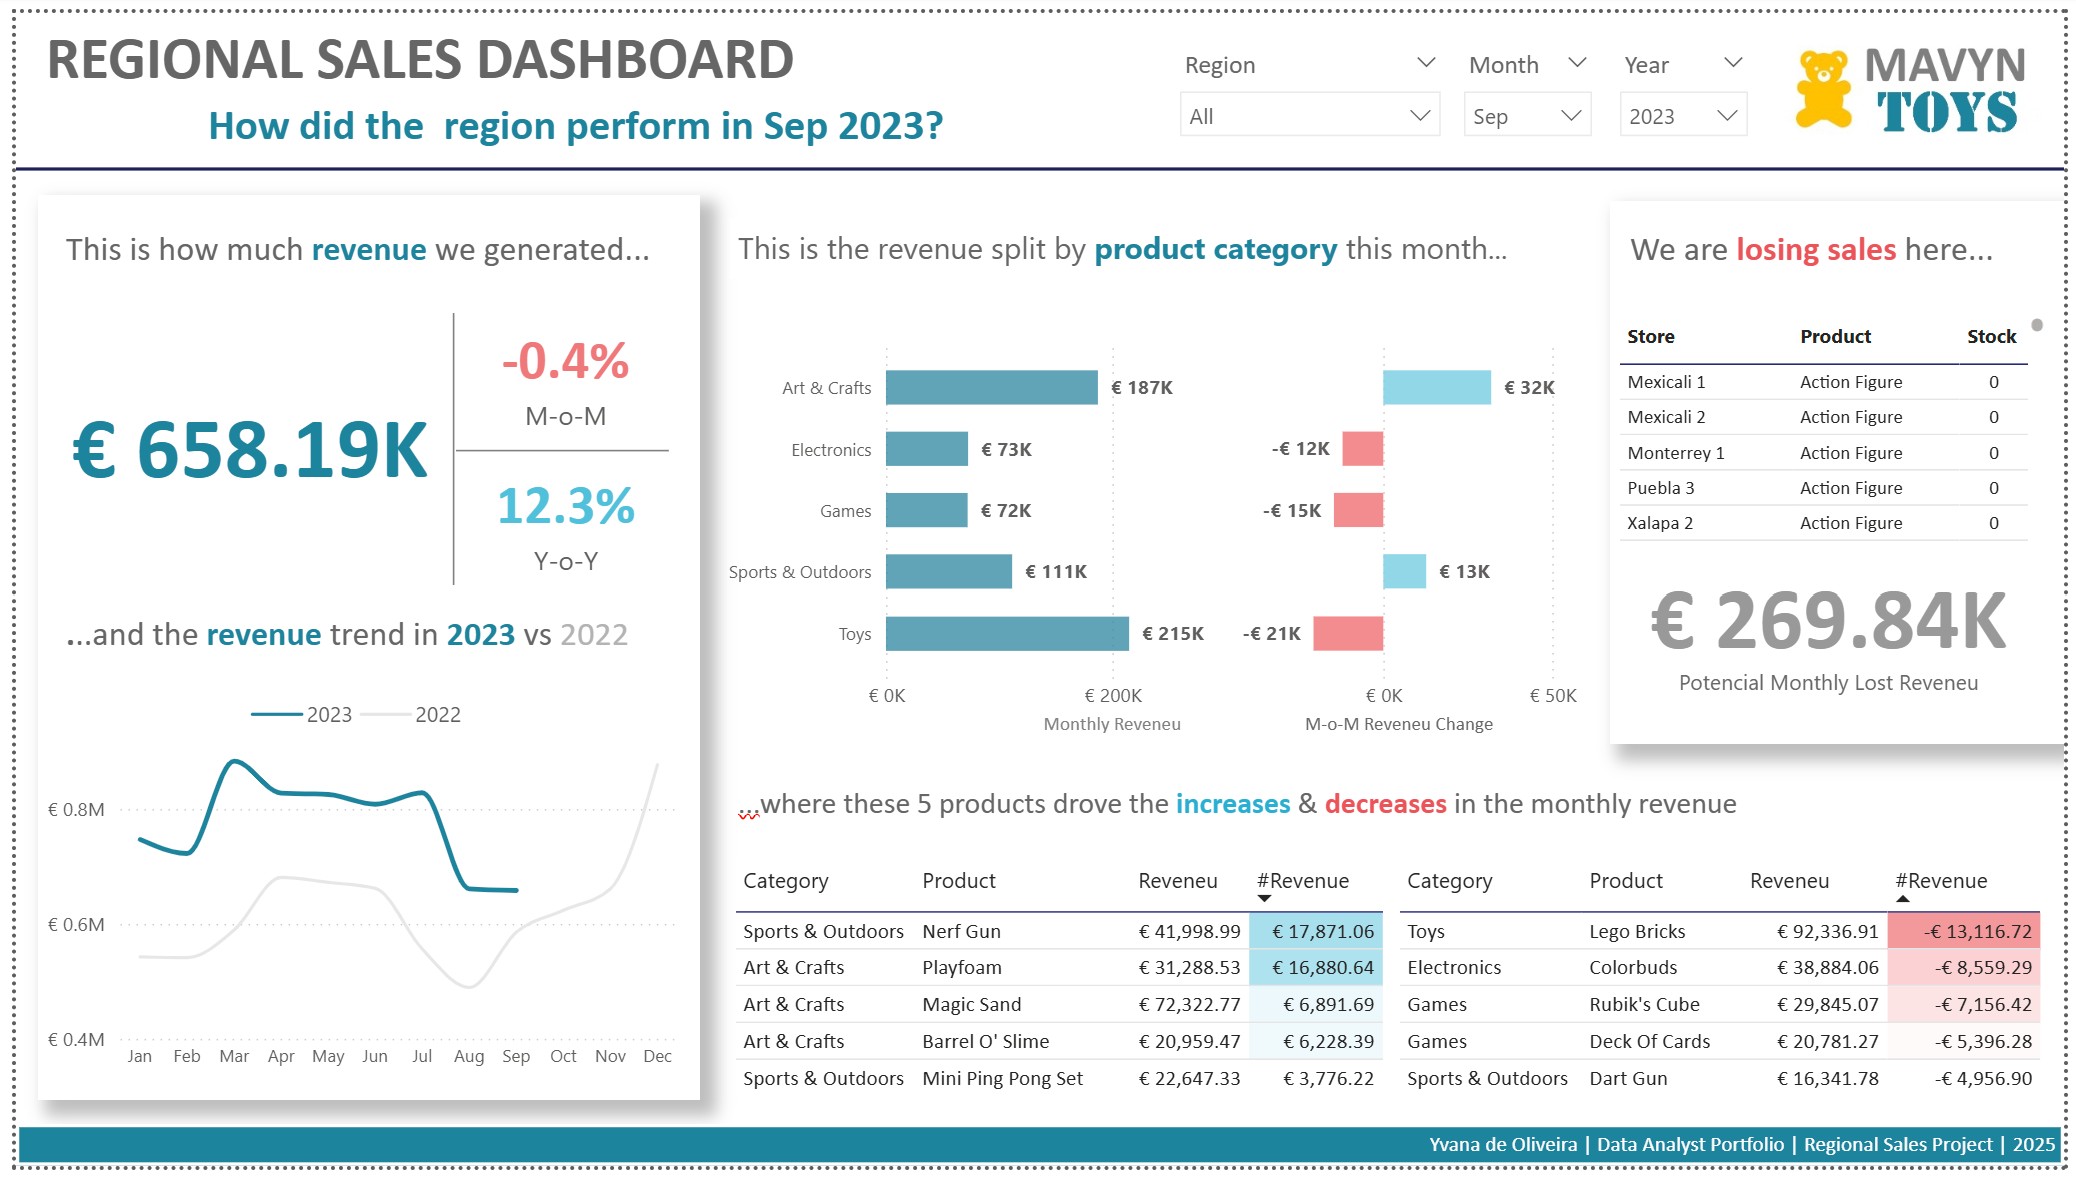 REGIONAL SALES DASHBOARD
How did the  region perform in Sep 2023?
Region
Month
Year
All
Sep
2023
MAVYN
TOYS
This is how much revenue we generated...
€ 658.19K
-0.4%
M-o-M
12.3%
Y-o-Y
...and the revenue trend in 2023 vs 2022
2023 2022
€ 0.8M
€ 0.6M
€ 0.4M
Jan Feb Mar Apr May Jun Jul Aug Sep Oct Nov Dec
This is the revenue split by product category this month...
Art & Crafts € 187K € 32K
Electronics € 73K -€ 12K
Games € 72K -€ 15K
Sports & Outdoors € 111K € 13K
Toys € 215K -€ 21K
€ 0K € 200K € 0K € 50K
Monthly Reveneu M-o-M Reveneu Change
We are losing sales here...
Store Product Stock
Mexicali 1 Action Figure 0
Mexicali 2 Action Figure 0
Monterrey 1 Action Figure 0
Puebla 3 Action Figure 0
Xalapa 2 Action Figure 0
€ 269.84K
Potencial Monthly Lost Reveneu
...where these 5 products drove the increases & decreases in the monthly revenue
Category Product Reveneu #Revenue
Sports & Outdoors Nerf Gun € 41,998.99 € 17,871.06
Art & Crafts Playfoam € 31,288.53 € 16,880.64
Art & Crafts Magic Sand € 72,322.77 € 6,891.69
Art & Crafts Barrel O' Slime € 20,959.47 € 6,228.39
Sports & Outdoors Mini Ping Pong Set € 22,647.33 € 3,776.22
Category Product Reveneu #Revenue
Toys Lego Bricks € 92,336.91 -€ 13,116.72
Electronics Colorbuds € 38,884.06 -€ 8,559.29
Games Rubik's Cube € 29,845.07 -€ 7,156.42
Games Deck Of Cards € 20,781.27 -€ 5,396.28
Sports & Outdoors Dart Gun € 16,341.78 -€ 4,956.90
Yvana de Oliveira | Data Analyst Portfolio | Regional Sales Project | 2025